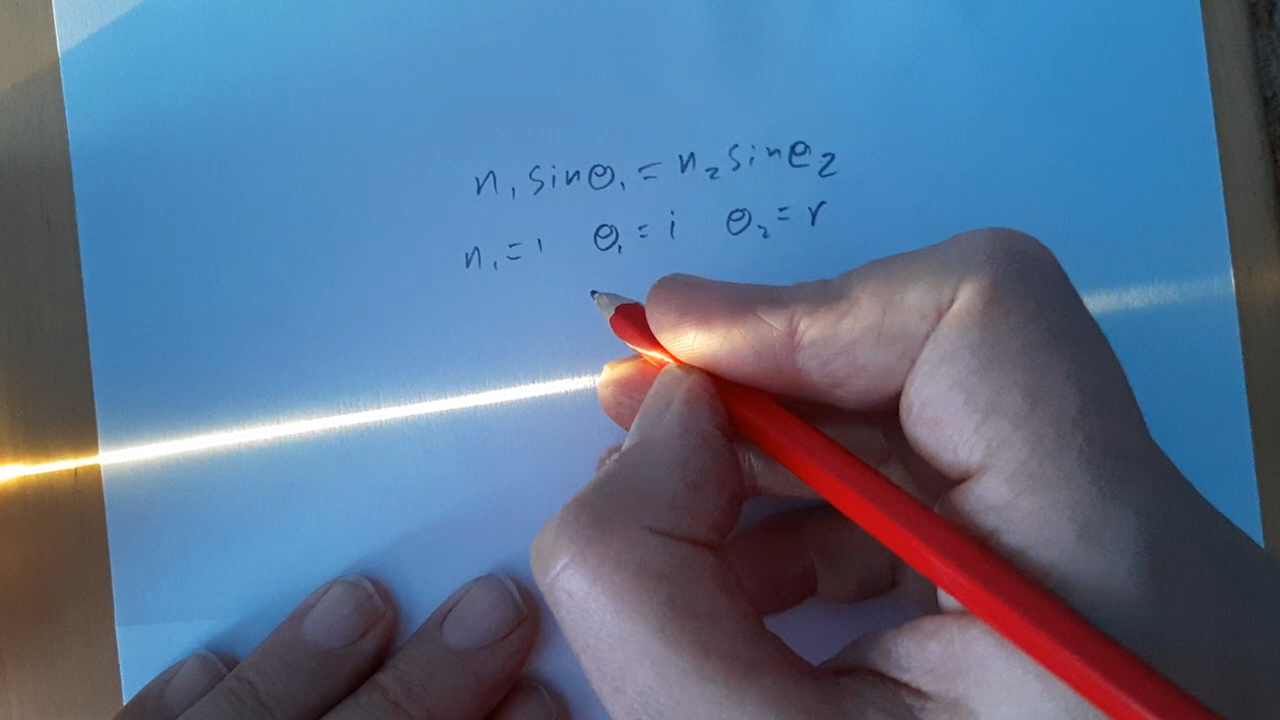 n₁ sinθ₁ = n₂ sinθ₂
n₁ = 1 θ₁ = i θ₂ = r